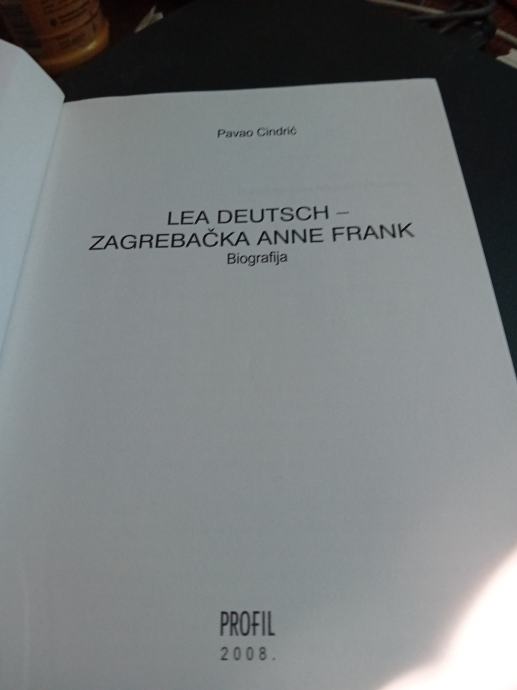 Pavao Cindrić
LEA DEUTSCH –
ZAGREBAČKA ANNE FRANK
Biografija
PROFIL
2008.